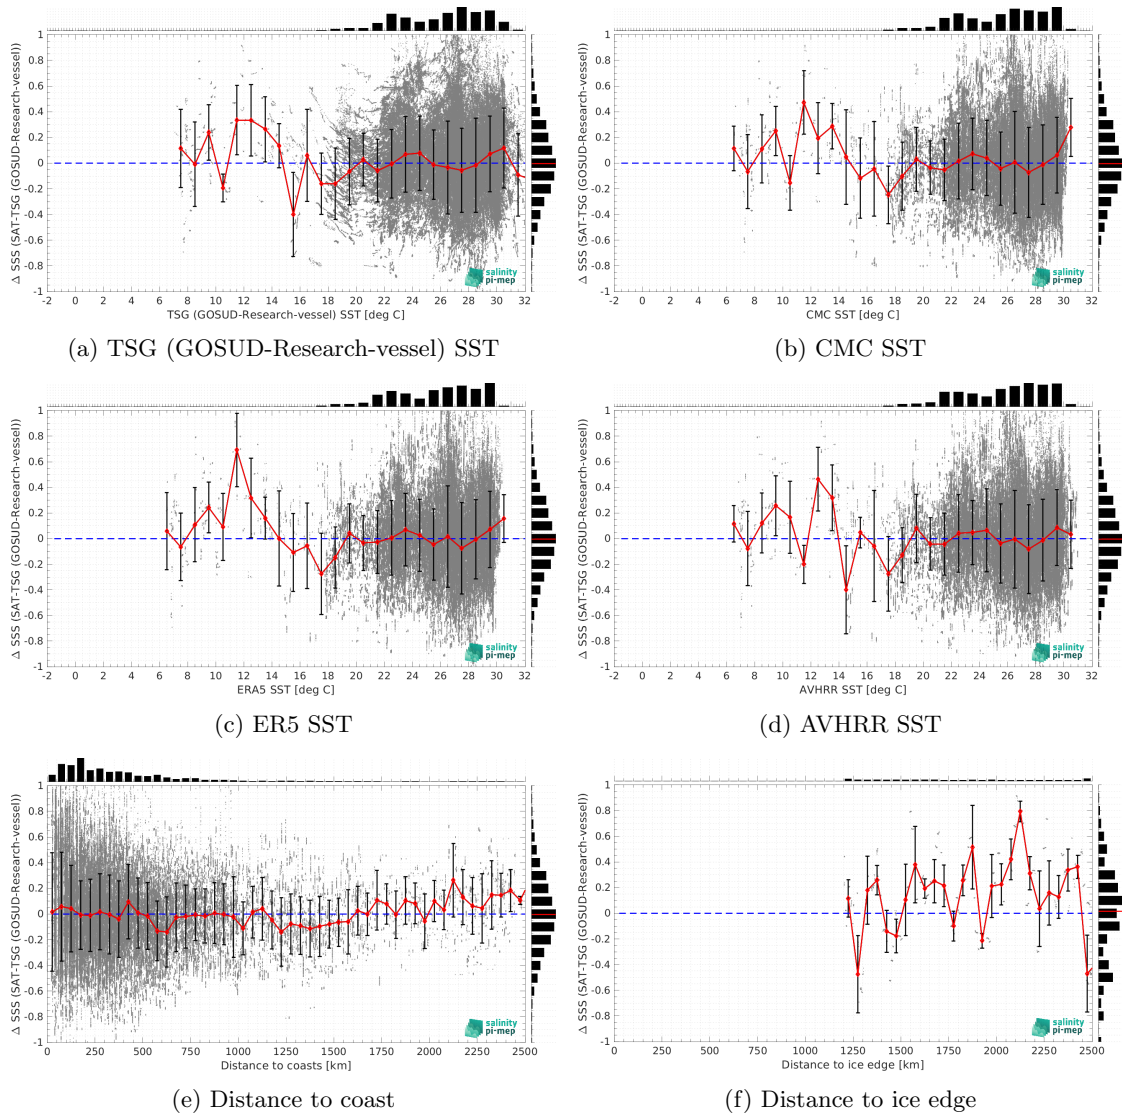 1
0.8
0.6
0.4
0.2
0
-0.2
-0.4
-0.6
-0.8
-1
Δ SSS (SAT-TSG (GOSUD-Research-vessel))
-2 0 2 4 6 8 10 12 14 16 18 20 22 24 26 28 30 32
TSG (GOSUD-Research-vessel) SST [deg C]
salinity
pi-mep
(a) TSG (GOSUD-Research-vessel) SST
1
0.8
0.6
0.4
0.2
0
-0.2
-0.4
-0.6
-0.8
-1
Δ SSS (SAT-TSG (GOSUD-Research-vessel))
-2 0 2 4 6 8 10 12 14 16 18 20 22 24 26 28 30 32
CMC SST [deg C]
salinity
pi-mep
(b) CMC SST
1
0.8
0.6
0.4
0.2
0
-0.2
-0.4
-0.6
-0.8
-1
Δ SSS (SAT-TSG (GOSUD-Research-vessel))
-2 0 2 4 6 8 10 12 14 16 18 20 22 24 26 28 30 32
ERA5 SST [deg C]
salinity
pi-mep
(c) ER5 SST
1
0.8
0.6
0.4
0.2
0
-0.2
-0.4
-0.6
-0.8
-1
Δ SSS (SAT-TSG (GOSUD-Research-vessel))
-2 0 2 4 6 8 10 12 14 16 18 20 22 24 26 28 30 32
AVHRR SST [deg C]
salinity
pi-mep
(d) AVHRR SST
1
0.8
0.6
0.4
0.2
0
-0.2
-0.4
-0.6
-0.8
-1
Δ SSS (SAT-TSG (GOSUD-Research-vessel))
0 250 500 750 1000 1250 1500 1750 2000 2250 2500
Distance to coasts [km]
salinity
pi-mep
(e) Distance to coast
1
0.8
0.6
0.4
0.2
0
-0.2
-0.4
-0.6
-0.8
-1
Δ SSS (SAT-TSG (GOSUD-Research-vessel))
0 250 500 750 1000 1250 1500 1750 2000 2250 2500
Distance to ice edge [km]
salinity
pi-mep
(f) Distance to ice edge